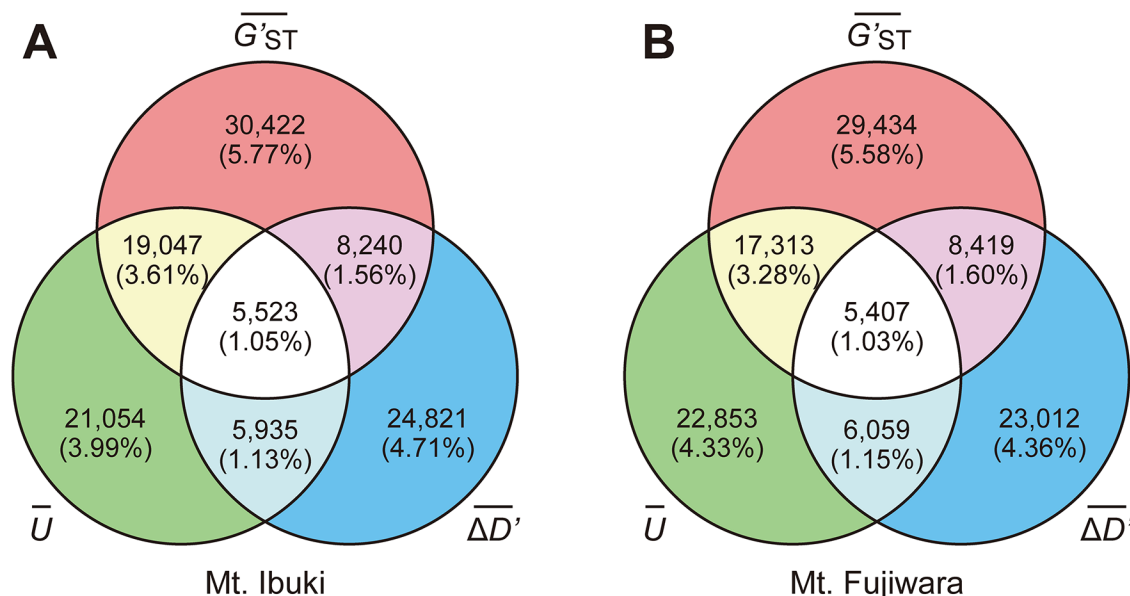 A
G’ST
30,422
(5.77%)
19,047
(3.61%)
8,240
(1.56%)
5,523
(1.05%)
21,054
(3.99%)
5,935
(1.13%)
24,821
(4.71%)
U
ΔD’
Mt. Ibuki
B
G’ST
29,434
(5.58%)
17,313
(3.28%)
8,419
(1.60%)
5,407
(1.03%)
22,853
(4.33%)
6,059
(1.15%)
23,012
(4.36%)
U
ΔD’
Mt. Fujiwara